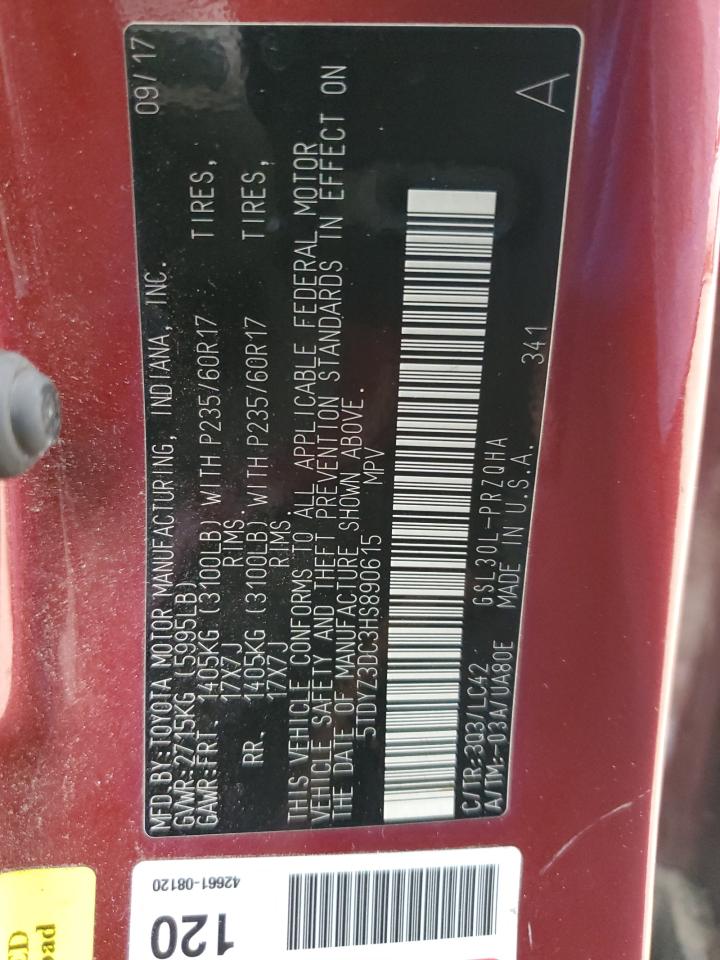 MFD.BY:TOYOTA MOTOR MANUFACTURING, INDIANA, INC. 09/17
GVWR:2715KG (5995LB)
GAWR:FRT. 1405KG (3100LB) WITH P235/60R17 TIRES,
17X7J RIMS
RR. 1405KG (3100LB) WITH P235/60R17 TIRES,
17X7J RIMS
THIS VEHICLE CONFORMS TO ALL APPLICABLE FEDERAL MOTOR
VEHICLE SAFETY AND THEFT PREVENTION STANDARDS IN EFFECT ON
THE DATE OF MANUFACTURE SHOWN ABOVE.
5TDYZ3DC3HS890615 MPV
C/TR:3Q3/LC42 GSL30L-PRZQHA
A/TM:-03A/UA80E MADE IN U.S.A. 341
A
42661-08120
120